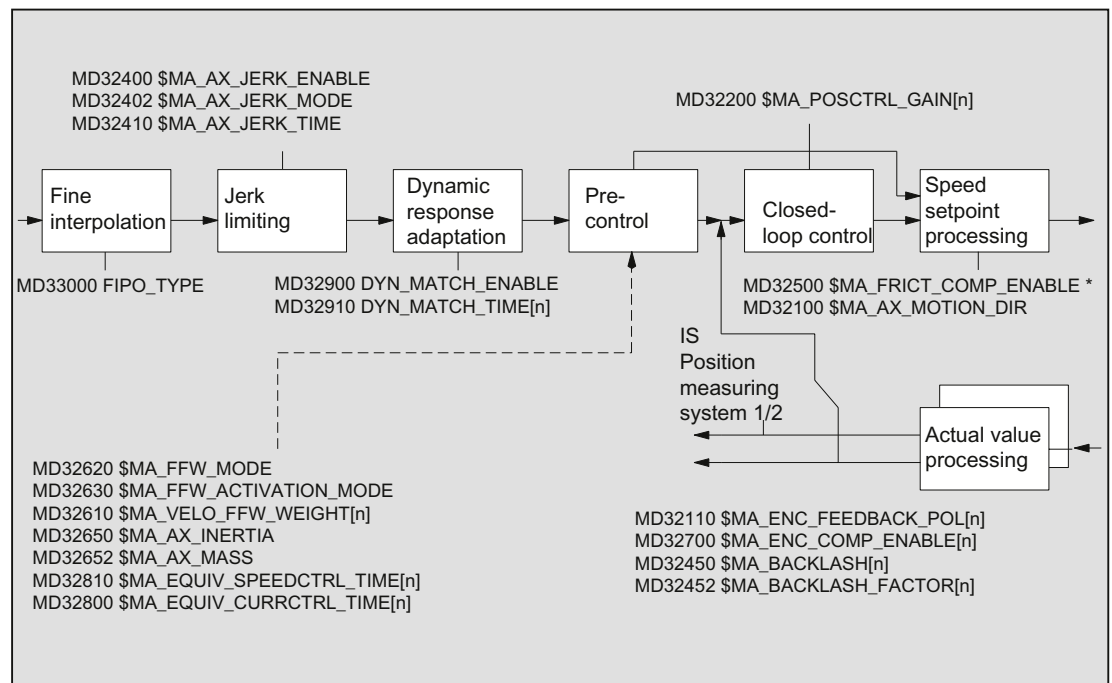 MD32400 $MA_AX_JERK_ENABLE
MD32402 $MA_AX_JERK_MODE
MD32410 $MA_AX_JERK_TIME
MD32200 $MA_POSCTRL_GAIN[n]
Fine
interpolation
Jerk
limiting
Dynamic
response
adaptation
Pre-
control
Closed-
loop control
Speed
setpoint
processing
MD33000 FIPO_TYPE
MD32900 DYN_MATCH_ENABLE
MD32910 DYN_MATCH_TIME[n]
MD32500 $MA_FRICT_COMP_ENABLE *
MD32100 $MA_AX_MOTION_DIR
IS
Position
measuring
system 1/2
Actual value
processing
MD32620 $MA_FFW_MODE
MD32630 $MA_FFW_ACTIVATION_MODE
MD32610 $MA_VELO_FFW_WEIGHT[n]
MD32650 $MA_AX_INERTIA
MD32652 $MA_AX_MASS
MD32810 $MA_EQUIV_SPEEDCTRL_TIME[n]
MD32800 $MA_EQUIV_CURRCTRL_TIME[n]
MD32110 $MA_ENC_FEEDBACK_POL[n]
MD32700 $MA_ENC_COMP_ENABLE[n]
MD32450 $MA_BACKLASH[n]
MD32452 $MA_BACKLASH_FACTOR[n]